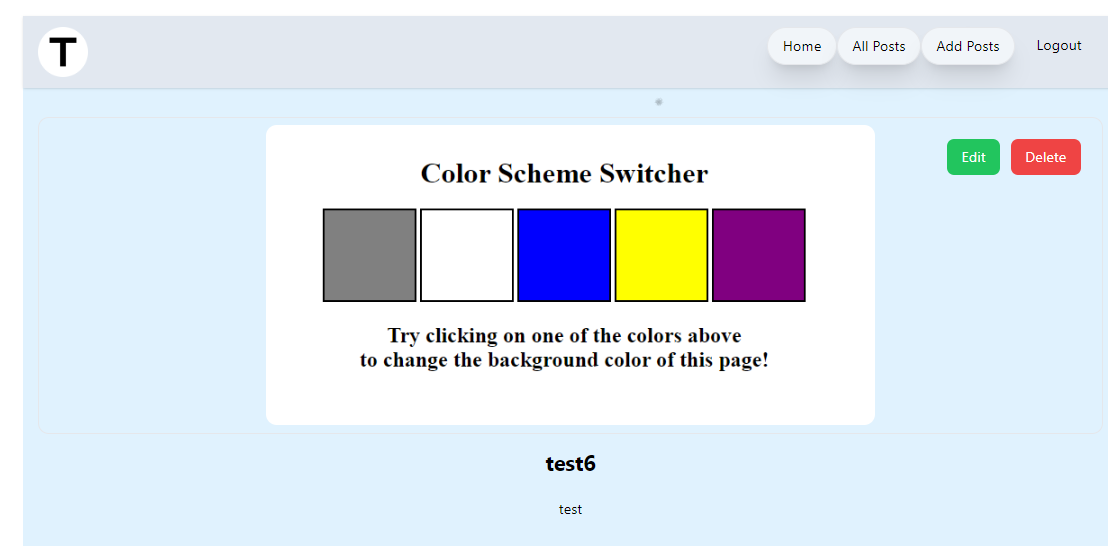 T
Home
All Posts
Add Posts
Logout
Edit
Delete
Color Scheme Switcher
Try clicking on one of the colors above
to change the background color of this page!
test6
test